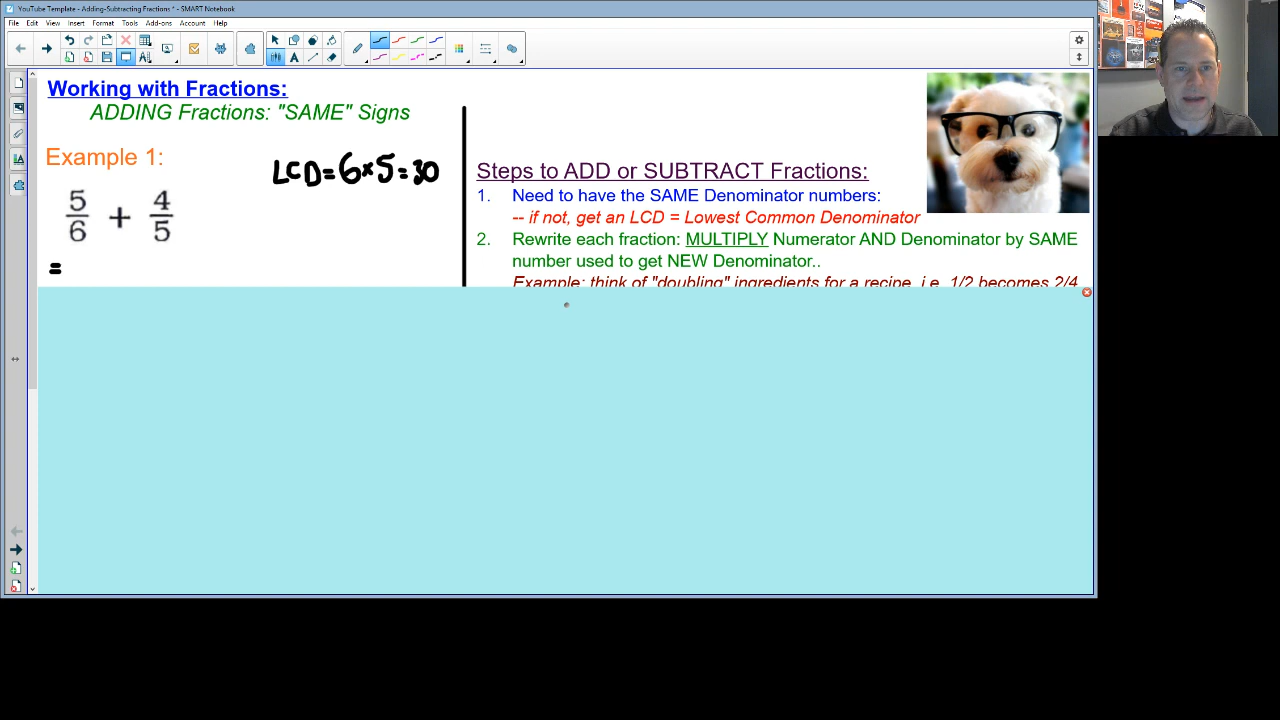 YouTube Template - Adding-Subtracting Fractions * - SMART Notebook
File Edit View Insert Format Tools Add-ons Account Help
Working with Fractions:
ADDING Fractions: "SAME" Signs
Example 1:
LCD=6×5=30
5/6 + 4/5
=
Steps to ADD or SUBTRACT Fractions:
1. Need to have the SAME Denominator numbers:
-- if not, get an LCD = Lowest Common Denominator
2. Rewrite each fraction: MULTIPLY Numerator AND Denominator by SAME
number used to get NEW Denominator..
Example: think of "doubling" ingredients for a recipe, i.e. 1/2 becomes 2/4